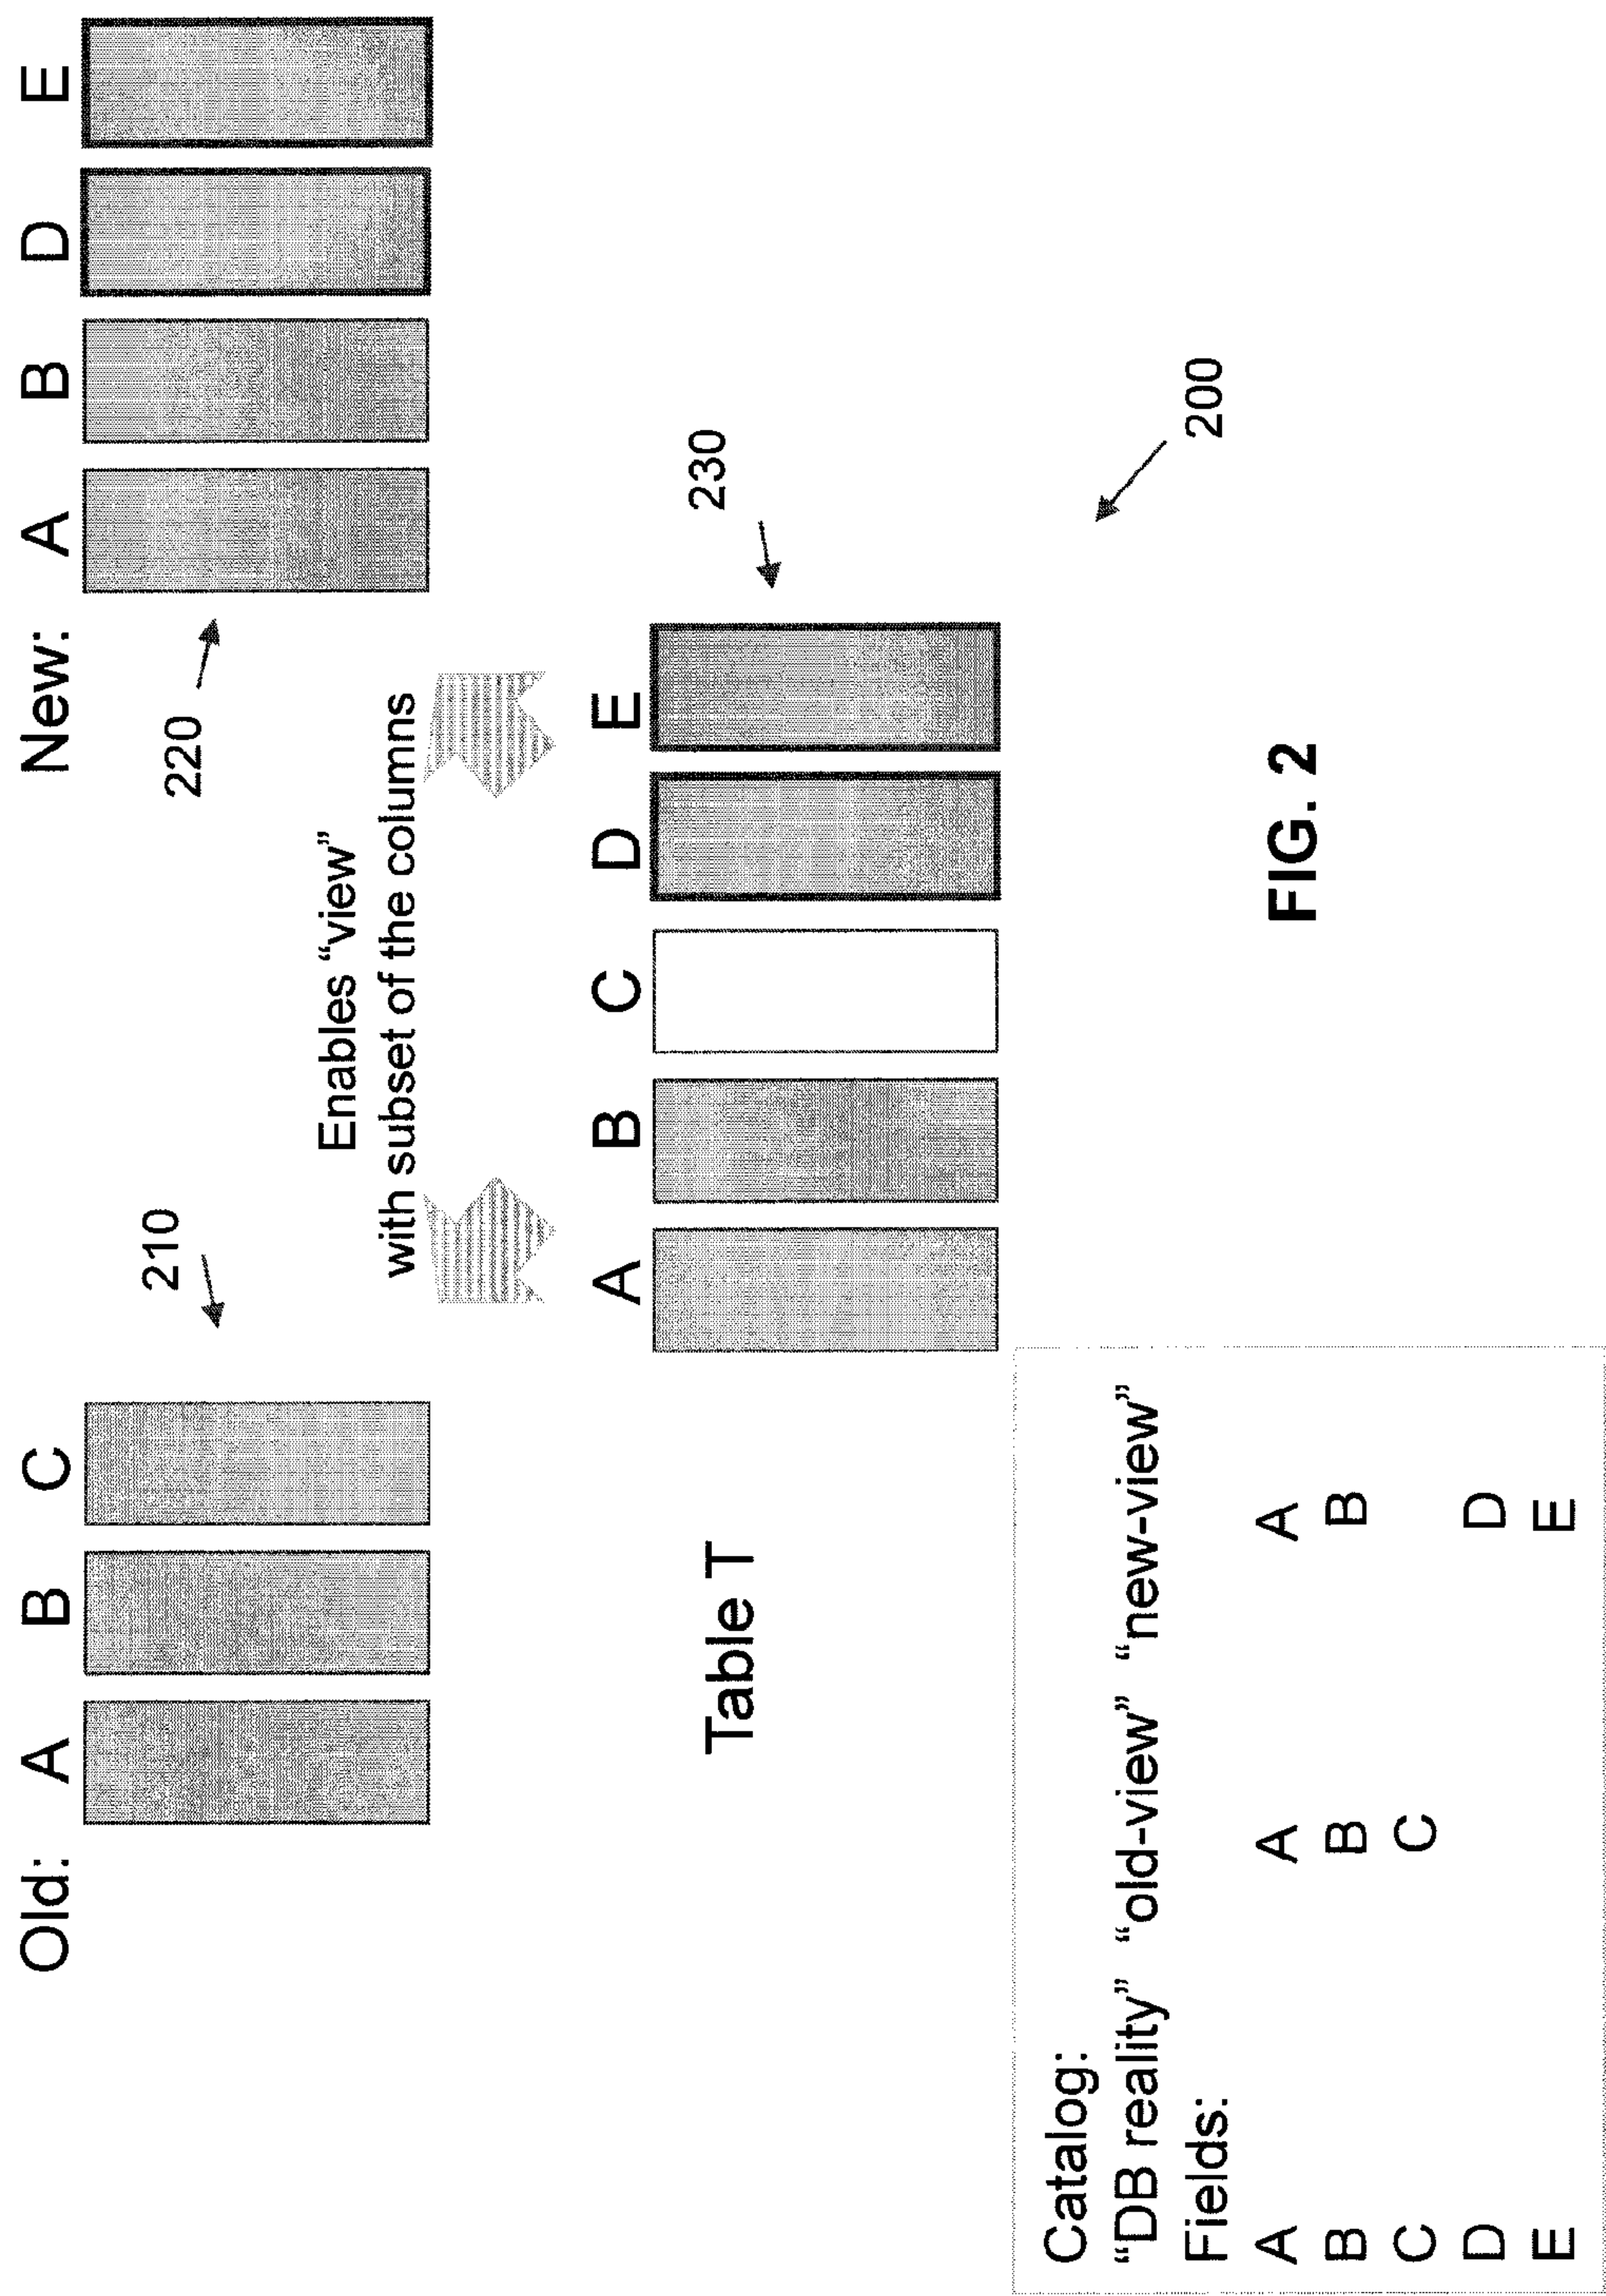 Old: A B C New: A B D E
210
220
Enables “view”
with subset of the columns
A B C D E
230
Table T
Catalog:
“DB reality” “old-view” “new-view”
Fields:
A A A
B B B
C C
D D
E E
200
FIG. 2